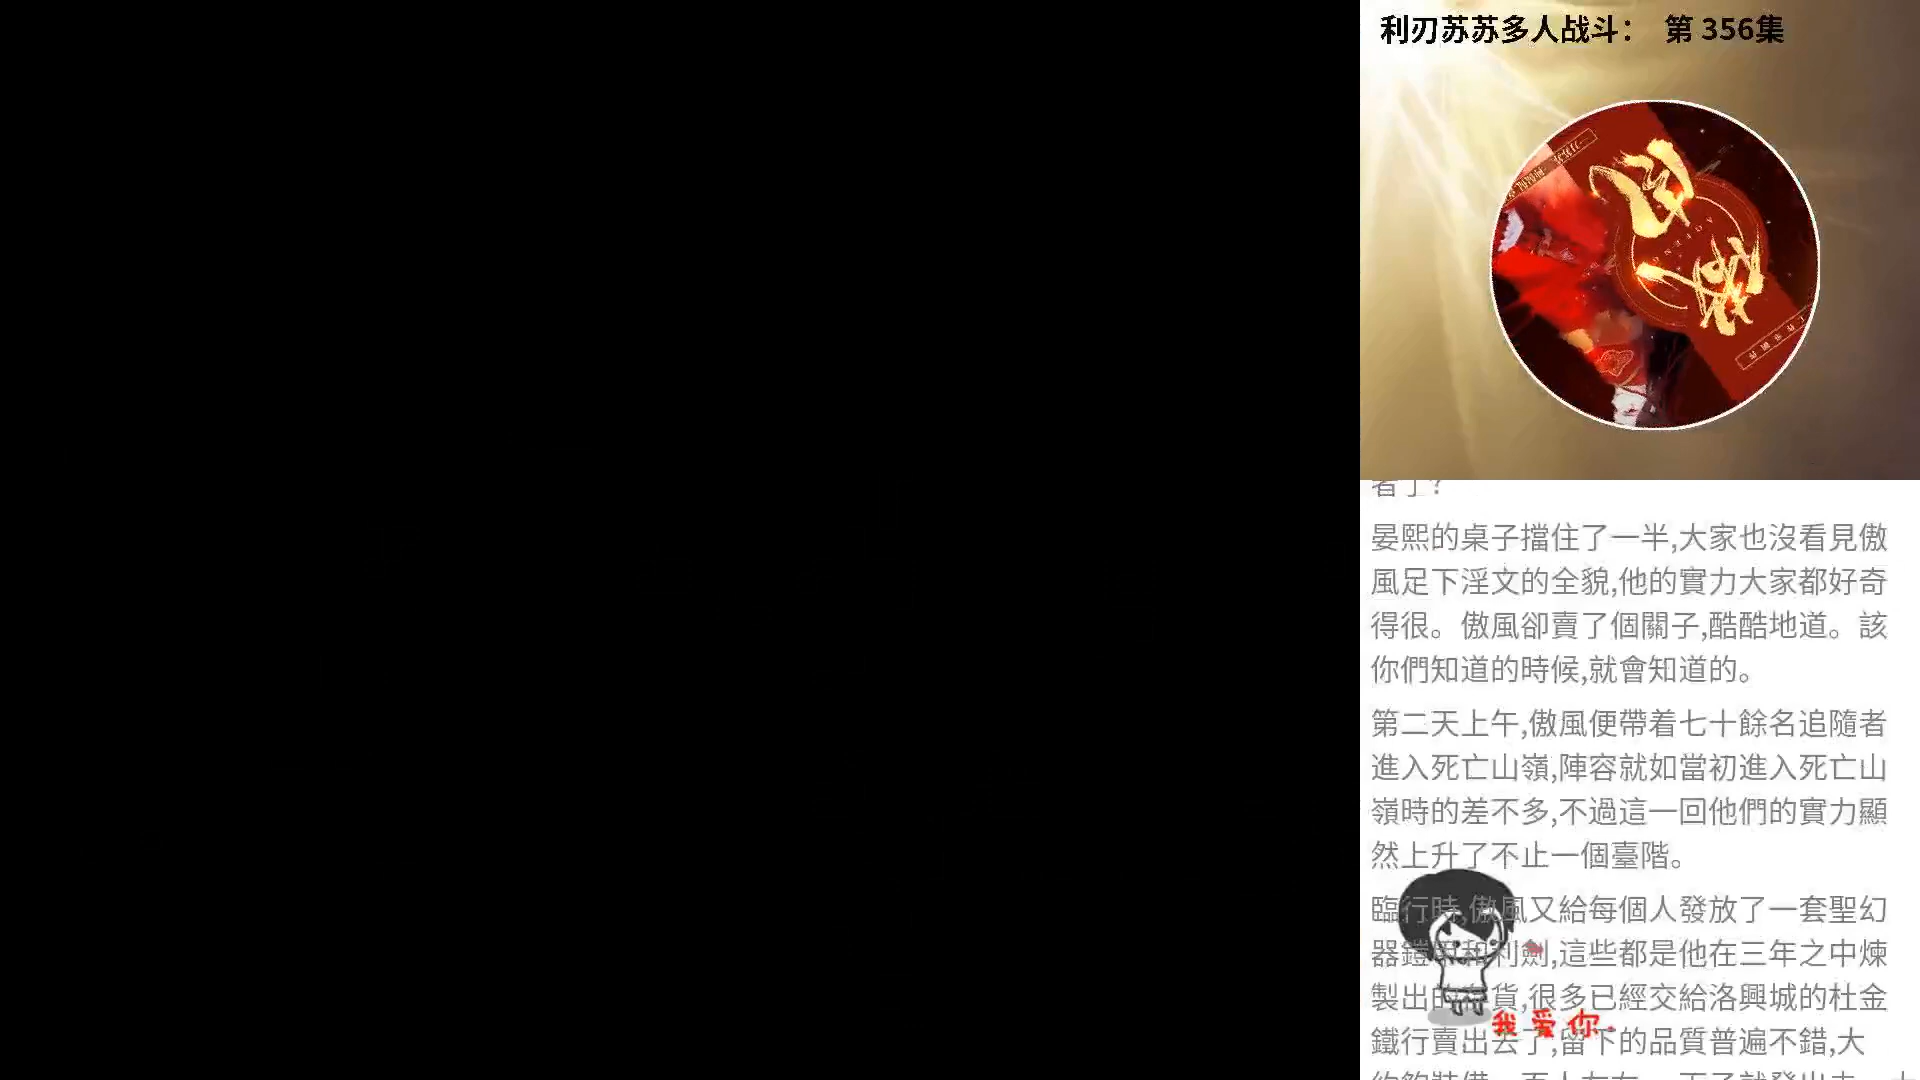 利刃苏苏多人战斗： 第 356集
者了?
晏熙的桌子擋住了一半,大家也沒看見傲
風足下淫文的全貌,他的實力大家都好奇
得很。傲風卻賣了個關子,酷酷地道。該
你們知道的時候,就會知道的。
第二天上午,傲風便帶着七十餘名追隨者
進入死亡山嶺,陣容就如當初進入死亡山
嶺時的差不多,不過這一回他們的實力顯
然上升了不止一個臺階。
臨行時,傲風又給每個人發放了一套聖幻
器鎧甲和利劍,這些都是他在三年之中煉
製出的存貨,很多已經交給洛興城的杜金
我爱你
鐵行賣出去了,留下的品質普遍不錯,大